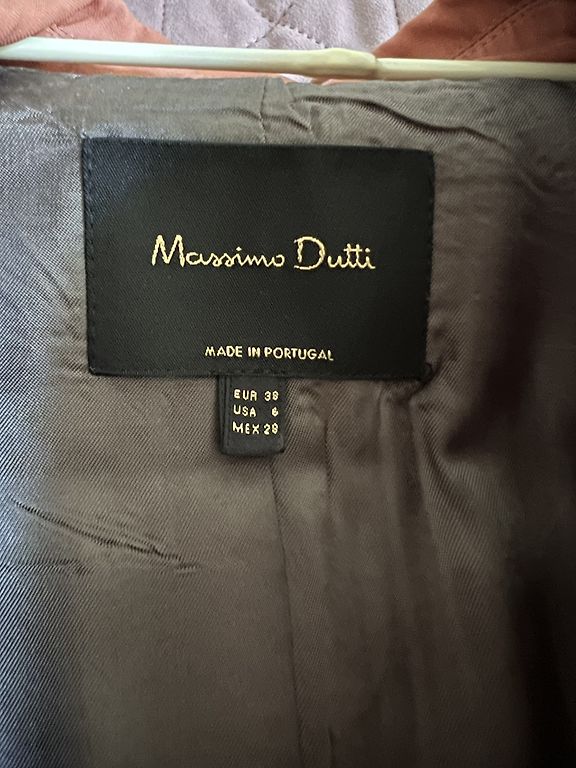 Massimo Dutti
MADE IN PORTUGAL
EUR 38
USA 6
MEX 28